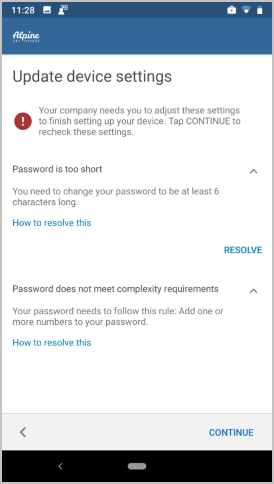 11:28
Alpine
SKI HOUSE
Update device settings
Your company needs you to adjust these settings
to finish setting up your device. Tap CONTINUE to
recheck these settings.
Password is too short
You need to change your password to be at least 6
characters long.
How to resolve this
RESOLVE
Password does not meet complexity requirements
Your password needs to follow this rule: Add one or
more numbers to your password.
How to resolve this
CONTINUE